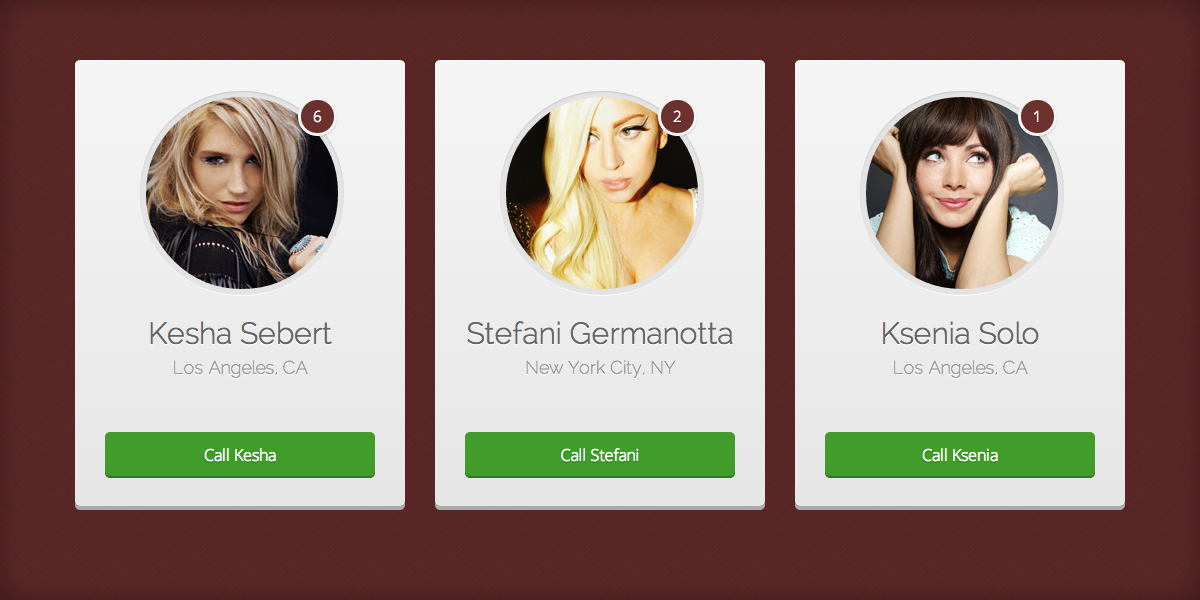 6
Kesha Sebert
Los Angeles, CA
Call Kesha
2
Stefani Germanotta
New York City, NY
Call Stefani
1
Ksenia Solo
Los Angeles, CA
Call Ksenia